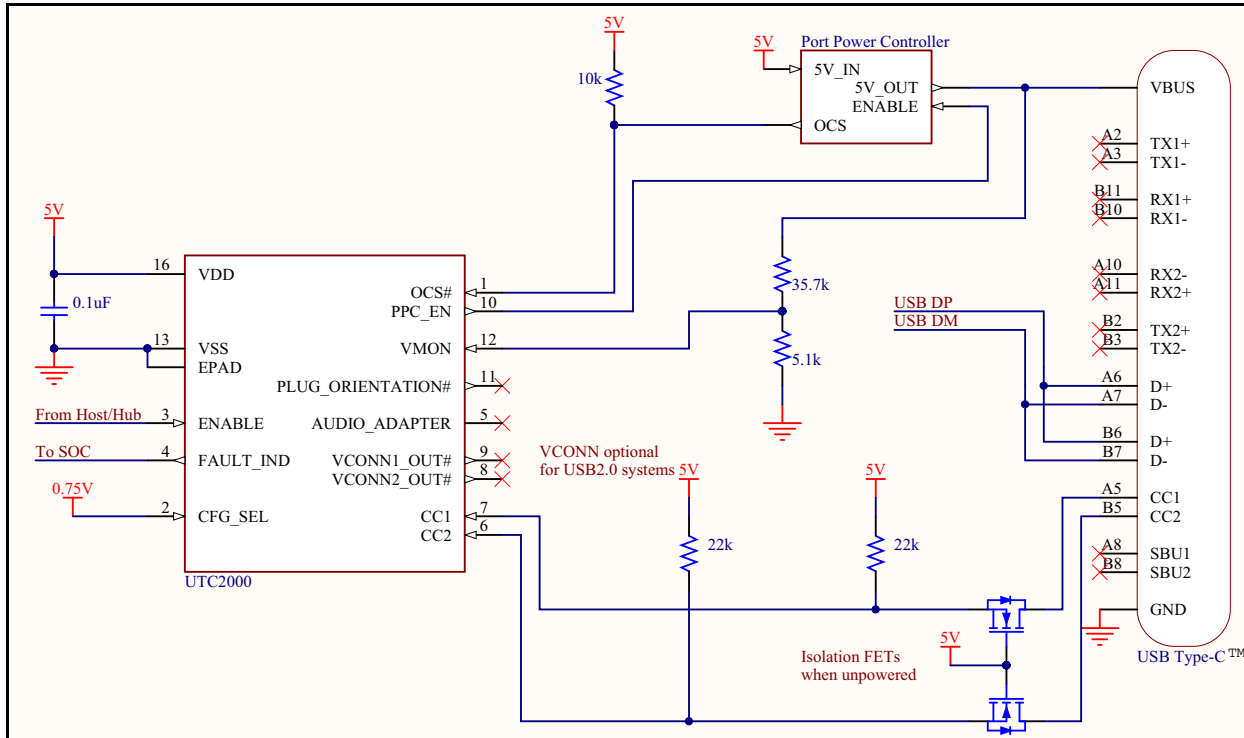 5V
Port Power Controller
5V
10k
5V_IN
5V_OUT
ENABLE
OCS
VBUS
A2
TX1+
A3
TX1-
B11
RX1+
B10
RX1-
A10
RX2-
A11
RX2+
B2
TX2+
B3
TX2-
A6
D+
A7
D-
B6
D+
B7
D-
A5
CC1
B5
CC2
A8
SBU1
B8
SBU2
GND
USB Type-C™
5V
16
VDD
0.1uF
13
VSS
EPAD
From Host/Hub
3
ENABLE
To SOC
4
FAULT_IND
0.75V
2
CFG_SEL
OCS#
1
PPC_EN
10
VMON
12
PLUG_ORIENTATION#
11
AUDIO_ADAPTER
5
VCONN1_OUT#
9
VCONN2_OUT#
8
CC1
7
CC2
6
UTC2000
35.7k
5.1k
USB DP
USB DM
VCONN optional
for USB2.0 systems
5V
5V
22k
22k
5V
Isolation FETs
when unpowered